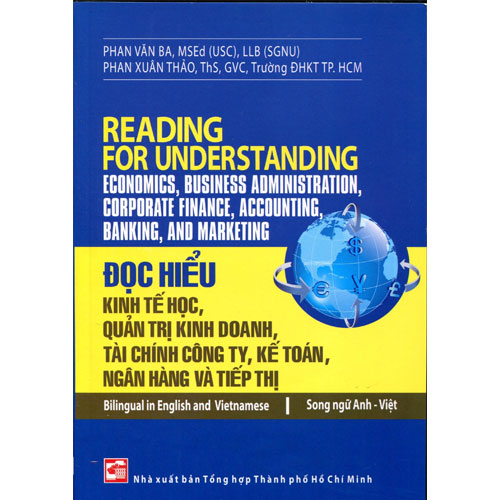 PHAN VĂN BA, MSEd (USC), LLB (SGNU)
PHAN XUÂN THẢO, ThS, GVC, Trường ĐHKT TP. HCM
READING
FOR UNDERSTANDING
ECONOMICS, BUSINESS ADMINISTRATION,
CORPORATE FINANCE, ACCOUNTING,
BANKING, AND MARKETING
$
€ ¥ £
ĐỌC HIỂU
KINH TẾ HỌC,
QUẢN TRỊ KINH DOANH,
TÀI CHÍNH CÔNG TY, KẾ TOÁN,
NGÂN HÀNG VÀ TIẾP THỊ
Bilingual in English and Vietnamese | Song ngữ Anh - Việt
Nhà xuất bản Tổng hợp Thành phố Hồ Chí Minh